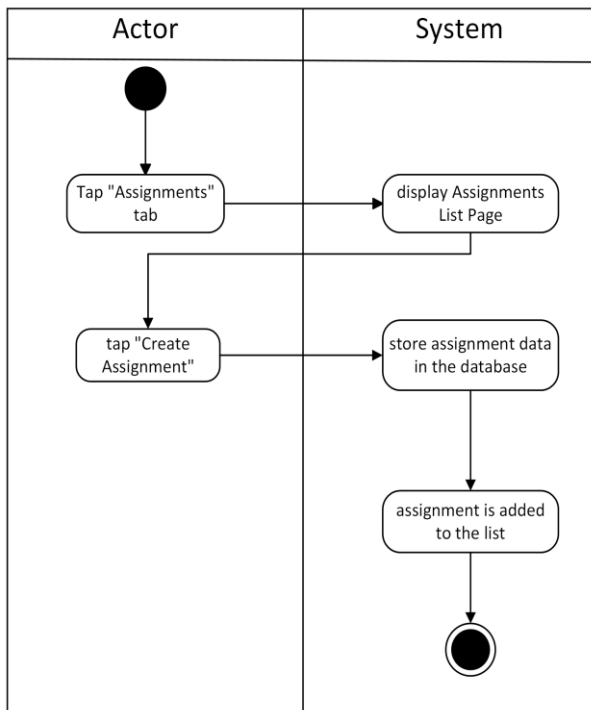 Actor
System
Tap "Assignments"
tab
display Assignments
List Page
tap "Create
Assignment"
store assignment data
in the database
assignment is added
to the list